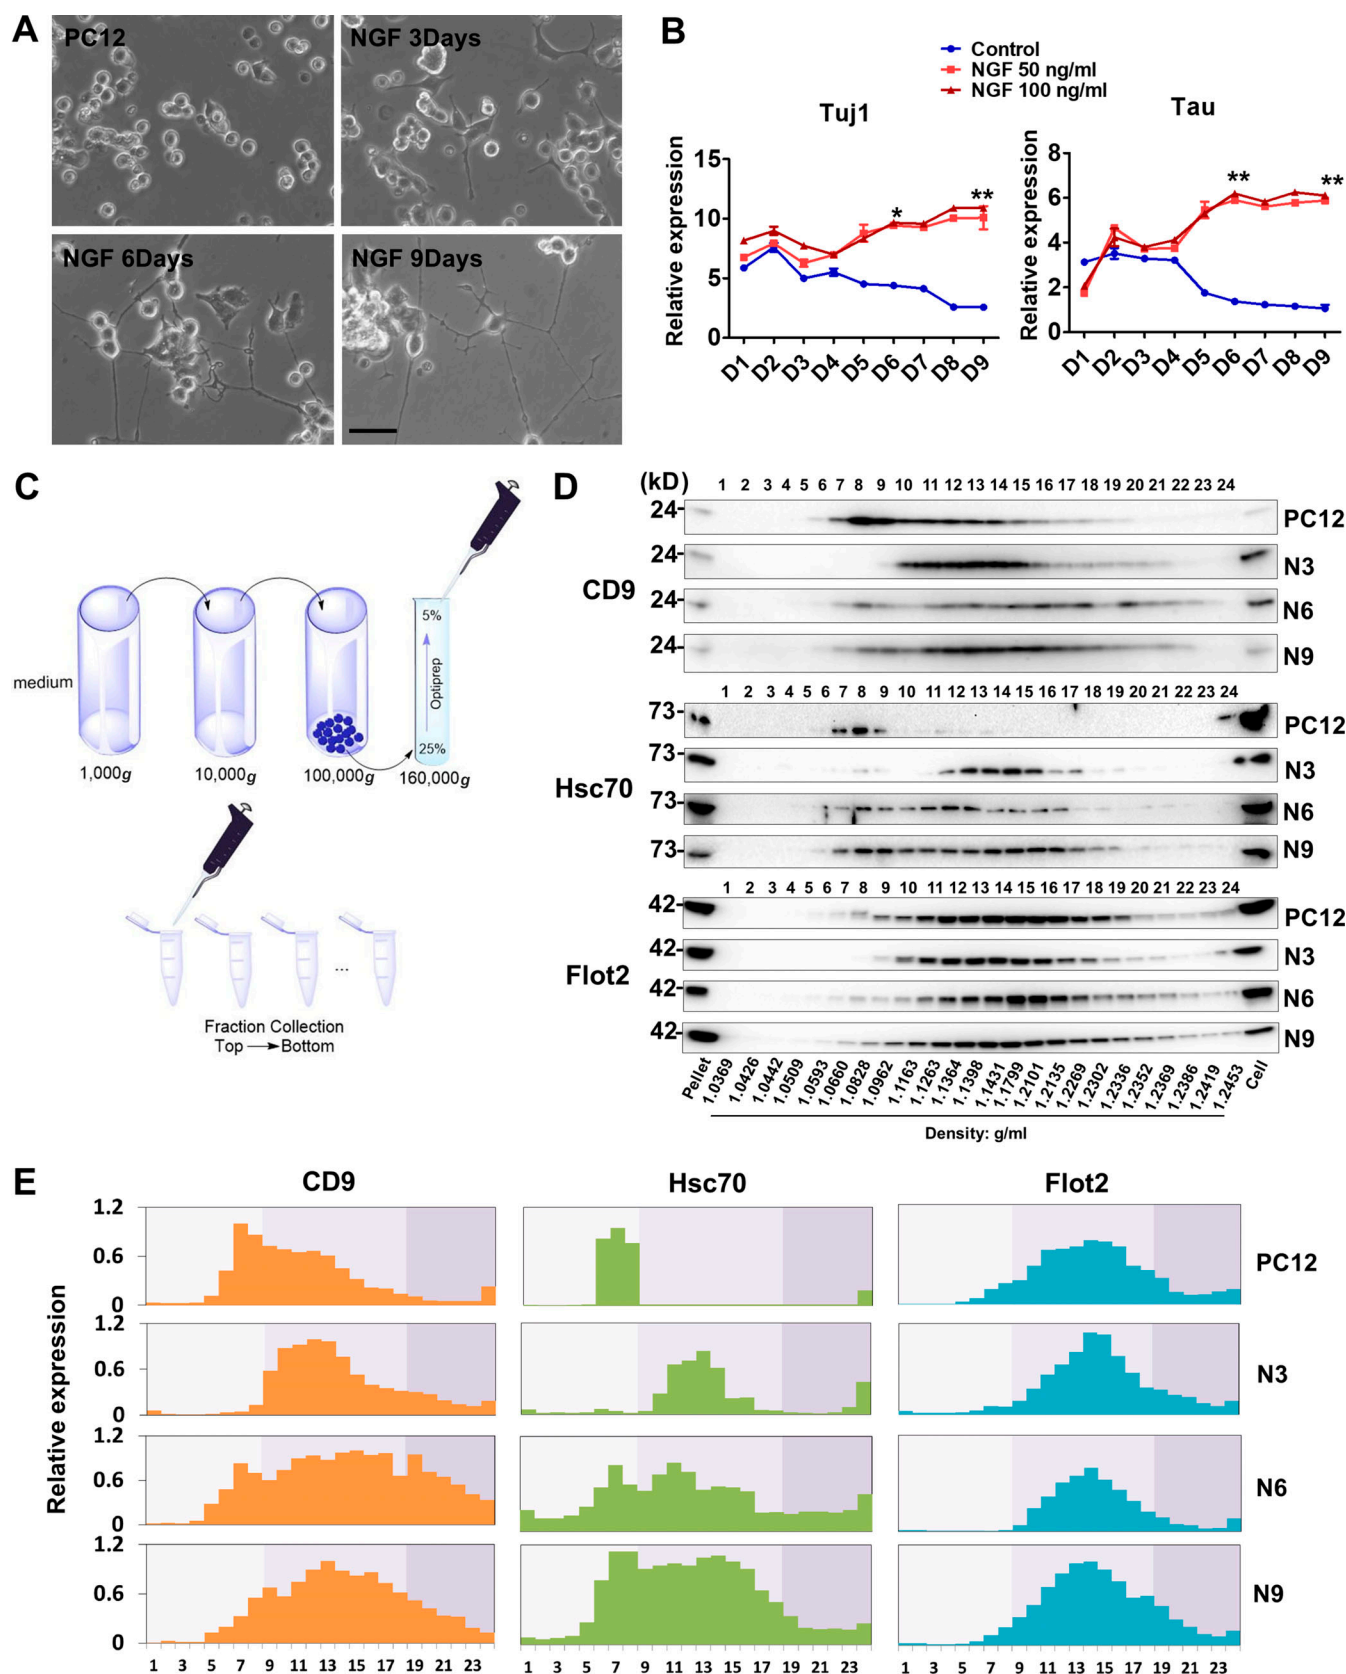 A
PC12
NGF 3Days
NGF 6Days
NGF 9Days
B
Control
NGF 50 ng/ml
NGF 100 ng/ml
Tuj1
Relative expression
15
10
5
0
*
**
D1 D2 D3 D4 D5 D6 D7 D8 D9
Tau
Relative expression
8
6
4
2
0
**
**
D1 D2 D3 D4 D5 D6 D7 D8 D9
C
medium
5%
Optiprep
25%
1,000g
10,000g
100,000g
160,000g
...
Fraction Collection
Top Bottom
D
(kD)
1 2 3 4 5 6 7 8 9 10 11 12 13 14 15 16 17 18 19 20 21 22 23 24
CD9
24 PC12
24 N3
24 N6
24 N9
1 2 3 4 5 6 7 8 9 10 11 12 13 14 15 16 17 18 19 20 21 22 23 24
Hsc70
73 PC12
73 N3
73 N6
73 N9
1 2 3 4 5 6 7 8 9 10 11 12 13 14 15 16 17 18 19 20 21 22 23 24
Flot2
42 PC12
42 N3
42 N6
42 N9
Pellet 1.0369 1.0426 1.0442 1.0509 1.0593 1.0660 1.0828 1.0962 1.1163 1.1263 1.1364 1.1398 1.1431 1.1799 1.2101 1.2135 1.2269 1.2302 1.2336 1.2352 1.2369 1.2386 1.2419 1.2453 Cell
Density: g/ml
E
CD9 Hsc70 Flot2
Relative expression
1.2
0.6
0
PC12
1.2
0.6
0
N3
1.2
0.6
0
N6
1.2
0.6
0
N9
1 3 5 7 9 11 13 15 17 19 21 23
1 3 5 7 9 11 13 15 17 19 21 23
1 3 5 7 9 11 13 15 17 19 21 23